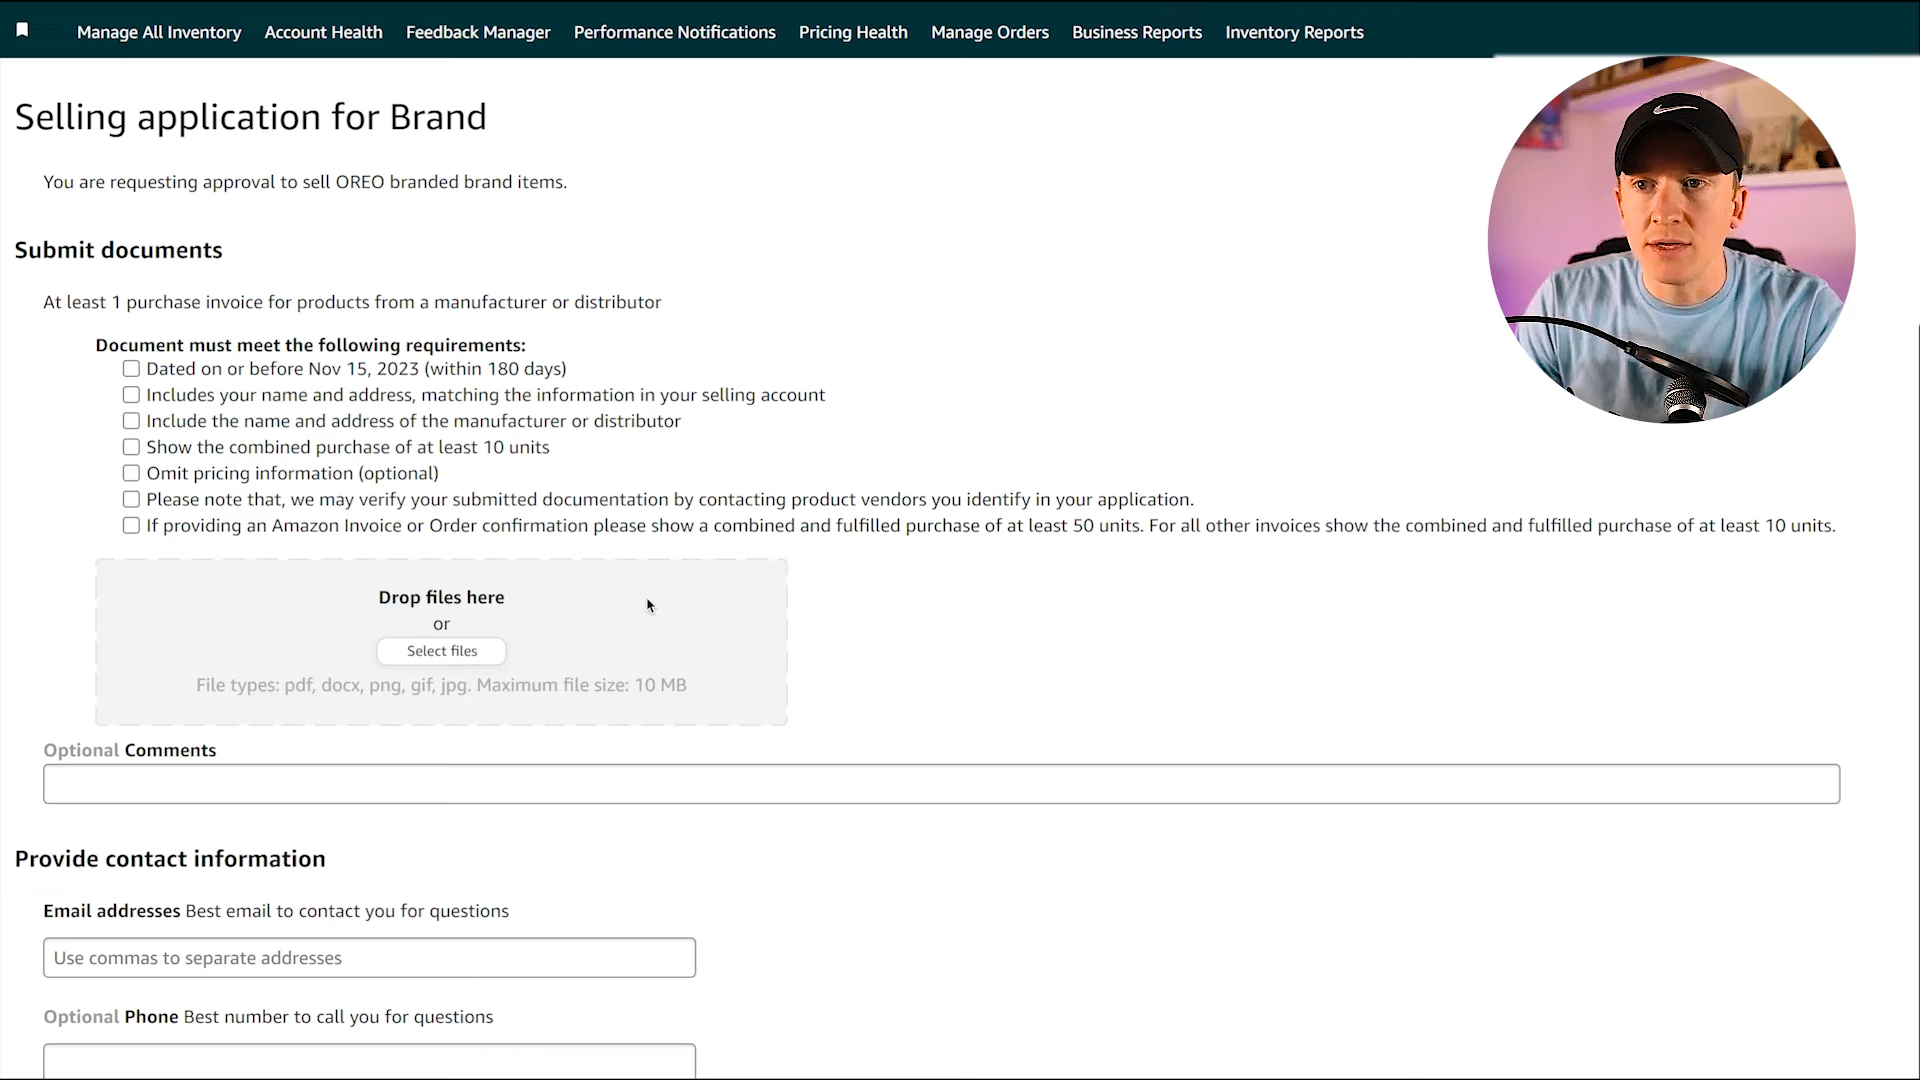 Manage All Inventory Account Health Feedback Manager Performance Notifications Pricing Health Manage Orders Business Reports Inventory Reports
Selling application for Brand
You are requesting approval to sell OREO branded brand items.
Submit documents
At least 1 purchase invoice for products from a manufacturer or distributor
Document must meet the following requirements:
Dated on or before Nov 15, 2023 (within 180 days)
Includes your name and address, matching the information in your selling account
Include the name and address of the manufacturer or distributor
Show the combined purchase of at least 10 units
Omit pricing information (optional)
Please note that, we may verify your submitted documentation by contacting product vendors you identify in your application.
If providing an Amazon Invoice or Order confirmation please show a combined and fulfilled purchase of at least 50 units. For all other invoices show the combined and fulfilled purchase of at least 10 units.
Drop files here
or
Select files
File types: pdf, docx, png, gif, jpg. Maximum file size: 10 MB
Optional Comments
Provide contact information
Email addresses Best email to contact you for questions
Use commas to separate addresses
Optional Phone Best number to call you for questions